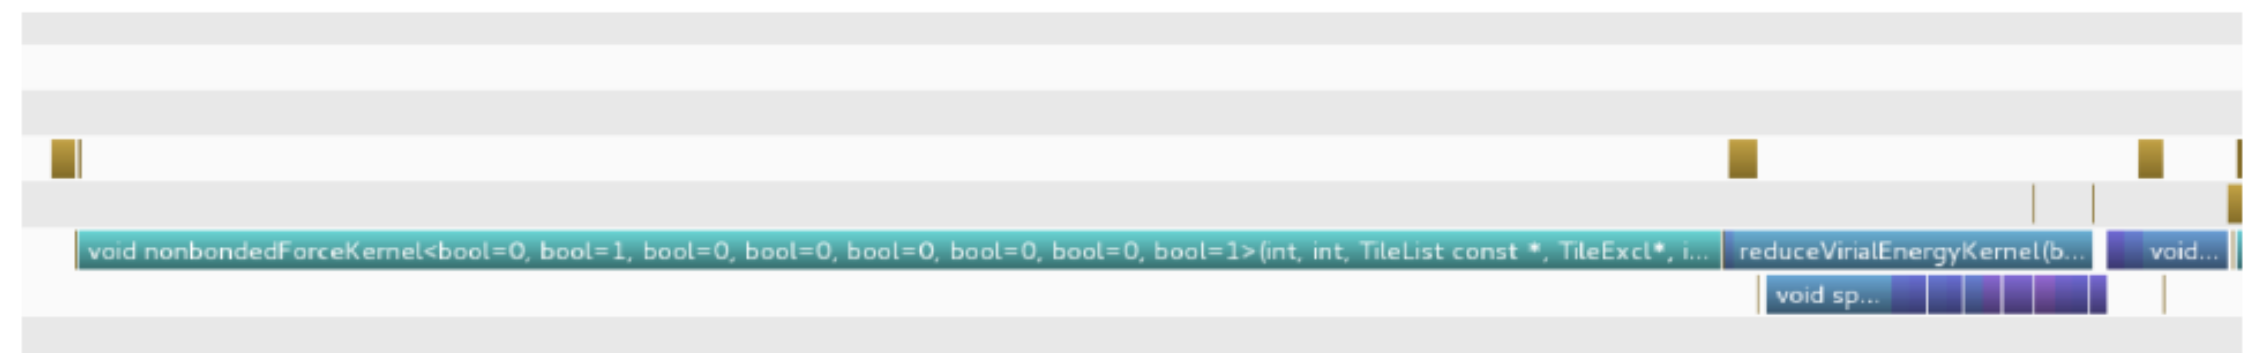 void nonbondedForceKernel<bool=0, bool=1, bool=0, bool=0, bool=0, bool=0, bool=0, bool=1>(int, int, TileList const *, TileExcl*, i... reduceVirialEnergyKernel(b... void...
void sp...